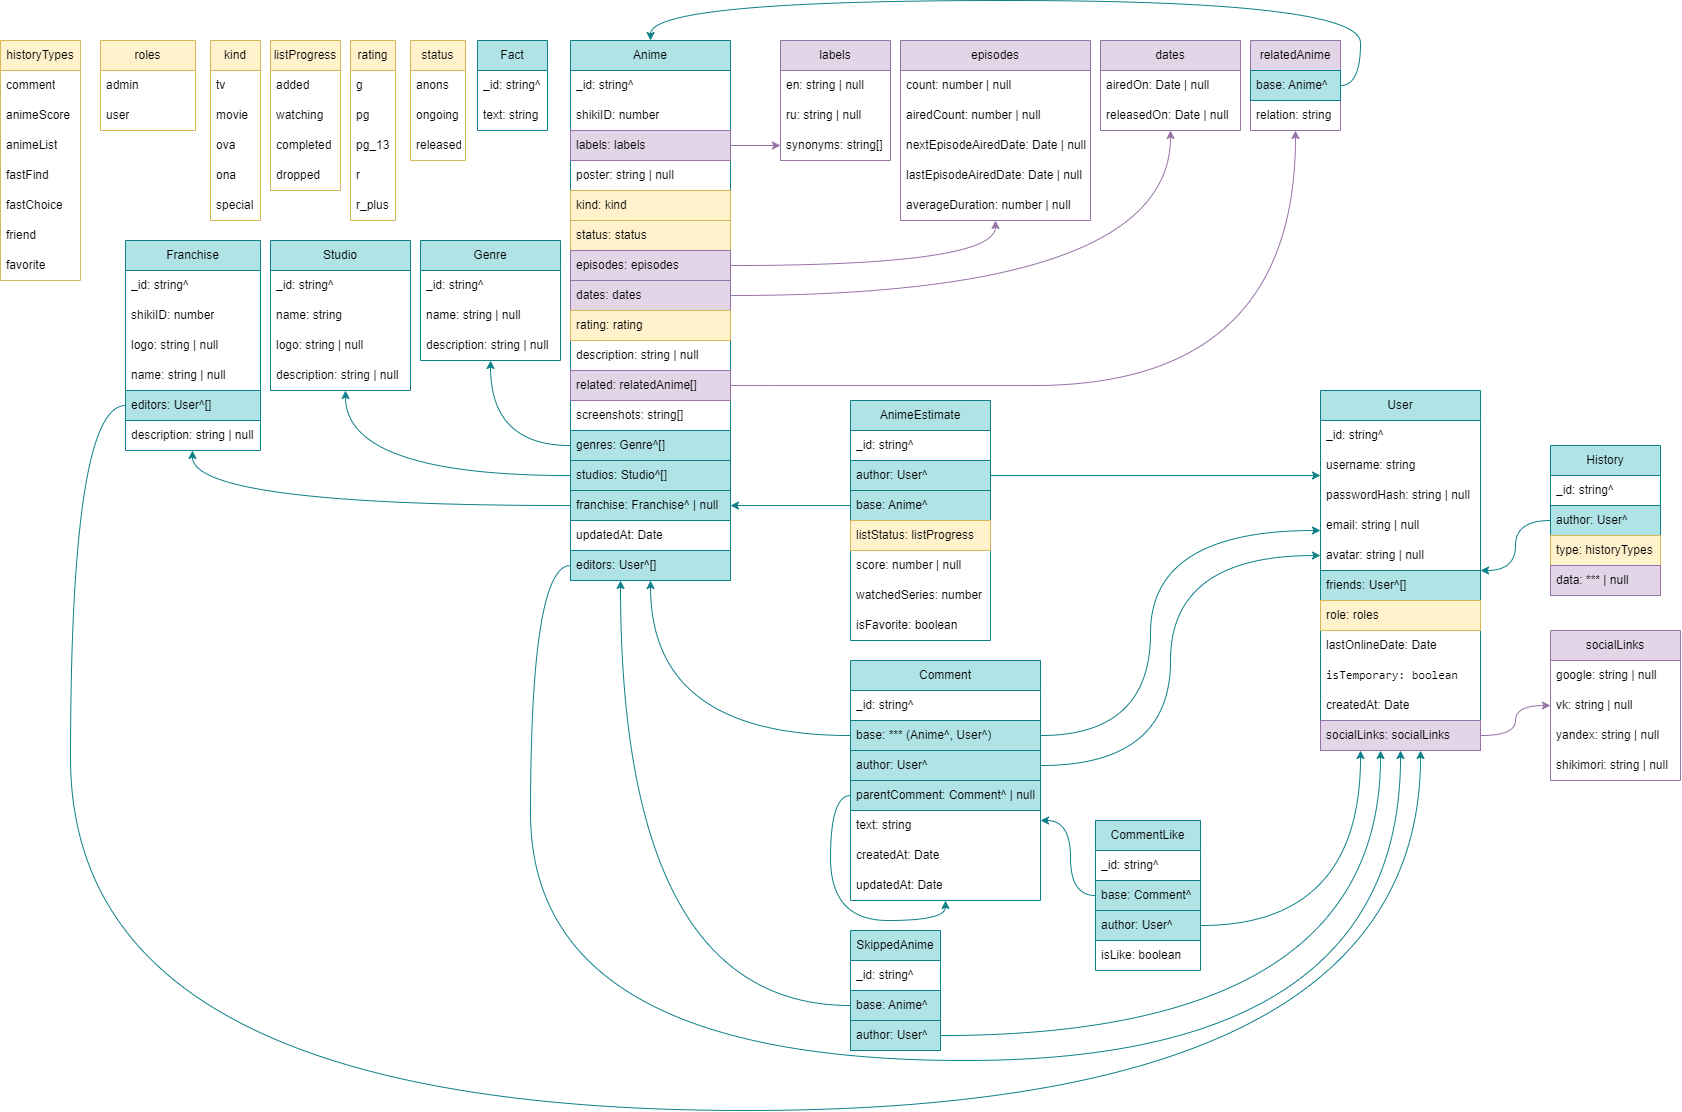 historyTypes
comment
animeScore
animeList
fastFind
fastChoice
friend
favorite
roles
admin
user
kind
tv
movie
ova
ona
special
listProgress
added
watching
completed
dropped
rating
g
pg
pg_13
r
r_plus
status
anons
ongoing
released
Fact
_id: string^
text: string
Anime
_id: string^
shikiID: number
labels: labels
poster: string | null
kind: kind
status: status
episodes: episodes
dates: dates
rating: rating
description: string | null
related: relatedAnime[]
screenshots: string[]
genres: Genre^[]
studios: Studio^[]
franchise: Franchise^ | null
updatedAt: Date
editors: User^[]
labels
en: string | null
ru: string | null
synonyms: string[]
episodes
count: number | null
airedCount: number | null
nextEpisodeAiredDate: Date | null
lastEpisodeAiredDate: Date | null
averageDuration: number | null
dates
airedOn: Date | null
releasedOn: Date | null
relatedAnime
base: Anime^
relation: string
Franchise
_id: string^
shikiID: number
logo: string | null
name: string | null
editors: User^[]
description: string | null
Studio
_id: string^
name: string
logo: string | null
description: string | null
Genre
_id: string^
name: string | null
description: string | null
AnimeEstimate
_id: string^
author: User^
base: Anime^
listStatus: listProgress
score: number | null
watchedSeries: number
isFavorite: boolean
User
_id: string^
username: string
passwordHash: string | null
email: string | null
avatar: string | null
friends: User^[]
role: roles
lastOnlineDate: Date
isTemporary: boolean
createdAt: Date
socialLinks: socialLinks
History
_id: string^
author: User^
type: historyTypes
data: *** | null
socialLinks
google: string | null
vk: string | null
yandex: string | null
shikimori: string | null
Comment
_id: string^
base: *** (Anime^, User^)
author: User^
parentComment: Comment^ | null
text: string
createdAt: Date
updatedAt: Date
CommentLike
_id: string^
base: Comment^
author: User^
isLike: boolean
SkippedAnime
_id: string^
base: Anime^
author: User^